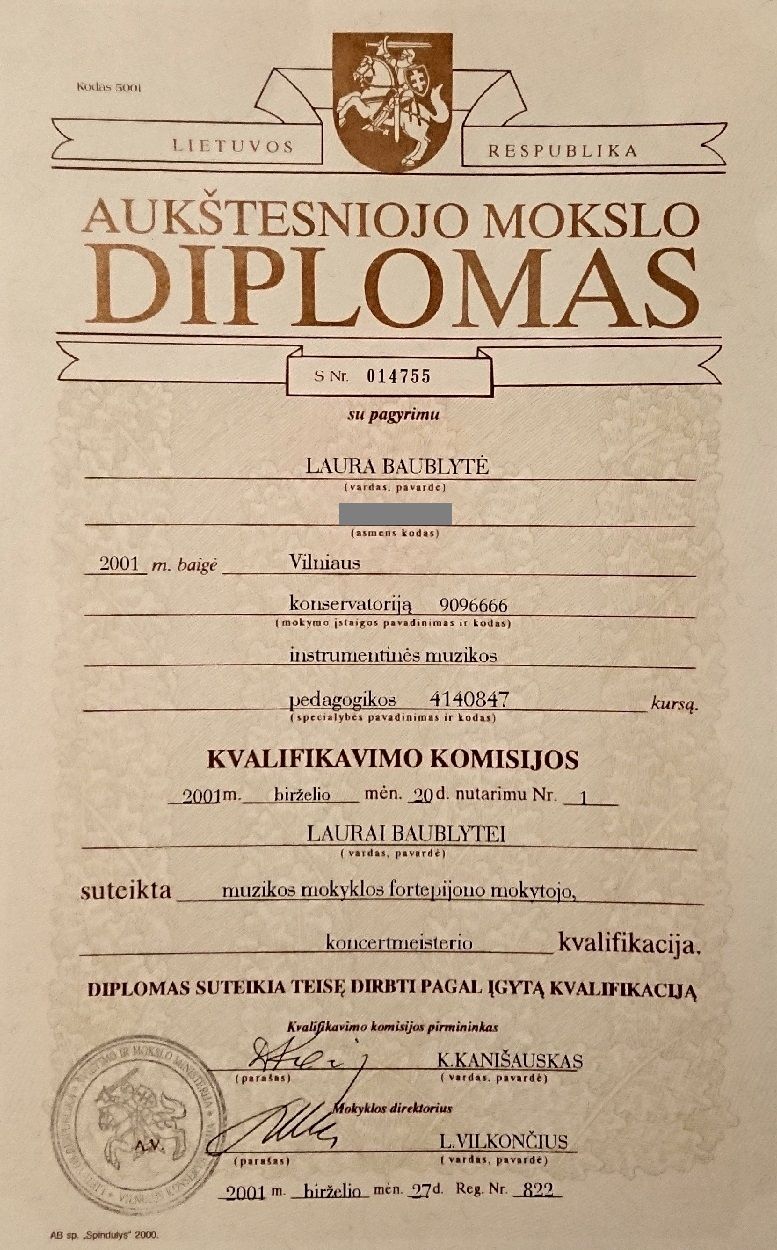 Kodas 5001
LIETUVOS RESPUBLIKA
AUKŠTESNIOJO MOKSLO
DIPLOMAS
S Nr. 014755
su pagyrimu
LAURA BAUBLYTĖ
(vardas, pavardė)
(asmens kodas)
2001 m. baigė Vilniaus
konservatoriją 9096666
(mokymo įstaigos pavadinimas ir kodas)
instrumentinės muzikos
pedagogikos 4140847 kursą.
(specialybės pavadinimas ir kodas)
KVALIFIKAVIMO KOMISIJOS
2001 m. birželio mėn. 20 d. nutarimu Nr. 1
LAURAI BAUBLYTEI
(vardas, pavardė)
suteikta muzikos mokyklos fortepijono mokytojo,
koncertmeisterio kvalifikacija.
DIPLOMAS SUTEIKIA TEISĘ DIRBTI PAGAL ĮGYTĄ KVALIFIKACIJĄ
Kvalifikavimo komisijos pirmininkas
K.KANIŠAUSKAS
(parašas) (vardas, pavardė)
Mokyklos direktorius
A.V.
L.VILKONČIUS
(parašas) (vardas, pavardė)
2001 m. birželio mėn. 27d. Reg. Nr. 822
AB sp. „Spindulys" 2000.